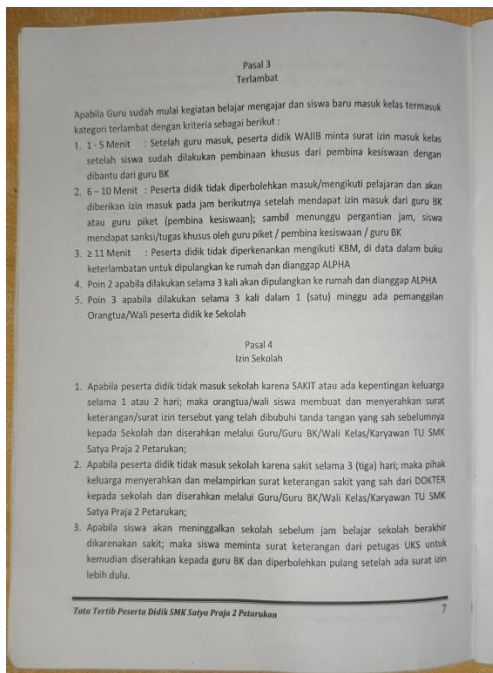 Pasal 3
Terlambat
Apabila Guru sudah mulai kegiatan belajar mengajar dan siswa baru masuk kelas termasuk
kategori terlambat dengan kriteria sebagai berikut :
1. 1 - 5 Menit : Setelah guru masuk, peserta didik WAJIB minta surat izin masuk kelas
setelah siswa sudah dilakukan pembinaan khusus dari pembina kesiswaan dengan
dibantu dari guru BK
2. 6 – 10 Menit : Peserta didik tidak diperbolehkan masuk/mengikuti pelajaran dan akan
diberikan izin masuk pada jam berikutnya setelah mendapat izin masuk dari guru BK
atau guru piket (pembina kesiswaan); sambil menunggu pergantian jam, siswa
mendapat sanksi/tugas khusus oleh guru piket / pembina kesiswaan / guru BK
3. ≥ 11 Menit : Peserta didik tidak diperkenankan mengikuti KBM, di data dalam buku
keterlambatan untuk dipulangkan ke rumah dan dianggap ALPHA
4. Poin 2 apabila dilakukan selama 3 kali akan dipulangkan ke rumah dan dianggap ALPHA
5. Poin 3 apabila dilakukan selama 3 kali dalam 1 (satu) minggu ada pemanggilan
Orangtua/Wali peserta didik ke Sekolah
Pasal 4
Izin Sekolah
1. Apabila peserta didik tidak masuk sekolah karena SAKIT atau ada kepentingan keluarga
selama 1 atau 2 hari; maka orangtua/wali siswa membuat dan menyerahkan surat
keterangan/surat izin tersebut yang telah dibubuhi tanda tangan yang sah sebelumnya
kepada Sekolah dan diserahkan melalui Guru/Guru BK/Wali Kelas/Karyawan TU SMK
Satya Praja 2 Petarukan;
2. Apabila peserta didik tidak masuk sekolah karena sakit selama 3 (tiga) hari; maka pihak
keluarga menyerahkan dan melampirkan surat keterangan sakit yang sah dari DOKTER
kepada sekolah dan diserahkan melalui Guru/Guru BK/Wali Kelas/Karyawan TU SMK
Satya Praja 2 Petarukan;
3. Apabila siswa akan meninggalkan sekolah sebelum jam belajar sekolah berakhir
dikarenakan sakit; maka siswa meminta surat keterangan dari petugas UKS untuk
kemudian diserahkan kepada guru BK dan diperbolehkan pulang setelah ada surat izin
lebih dulu.
Tata Tertib Peserta Didik SMK Satya Praja 2 Petarukan
7